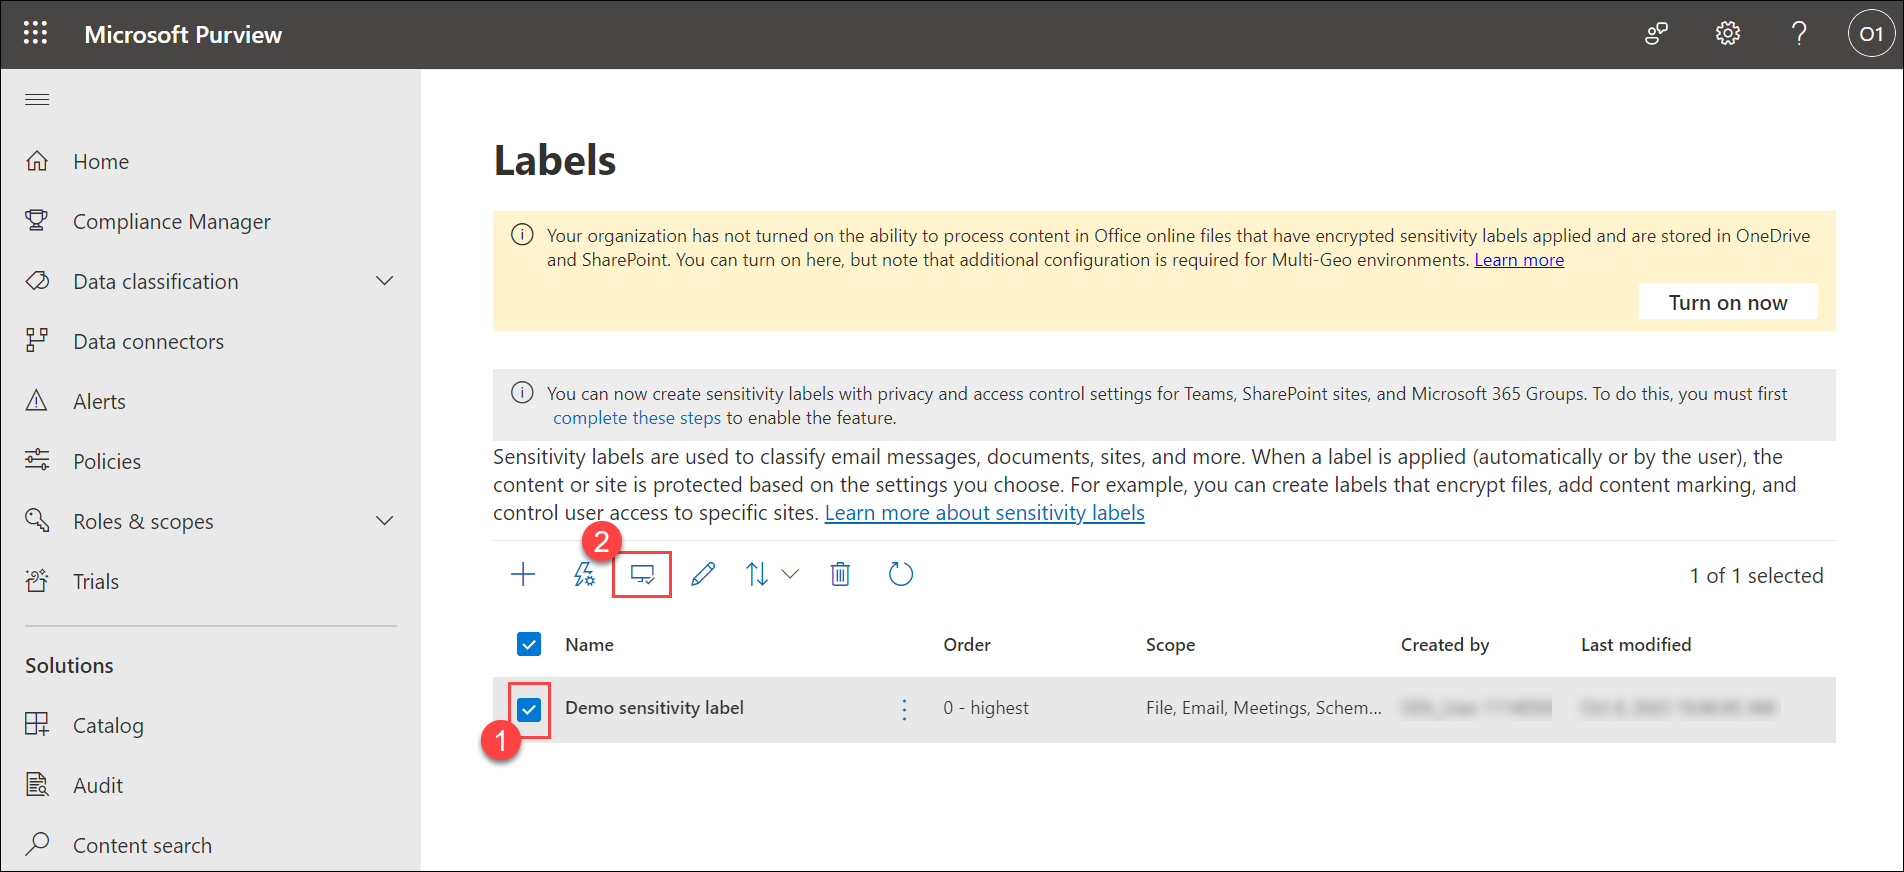 Microsoft Purview
O1
Home
Compliance Manager
Data classification
Data connectors
Alerts
Policies
Roles & scopes
Trials
Solutions
Catalog
Audit
Content search
Labels
Your organization has not turned on the ability to process content in Office online files that have encrypted sensitivity labels applied and are stored in OneDrive
and SharePoint. You can turn on here, but note that additional configuration is required for Multi-Geo environments. Learn more
Turn on now
You can now create sensitivity labels with privacy and access control settings for Teams, SharePoint sites, and Microsoft 365 Groups. To do this, you must first
complete these steps to enable the feature.
Sensitivity labels are used to classify email messages, documents, sites, and more. When a label is applied (automatically or by the user), the
content or site is protected based on the settings you choose. For example, you can create labels that encrypt files, add content marking, and
control user access to specific sites. Learn more about sensitivity labels
2
1 of 1 selected
Name Order Scope Created by Last modified
Demo sensitivity label 0 - highest File, Email, Meetings, Schem...
1